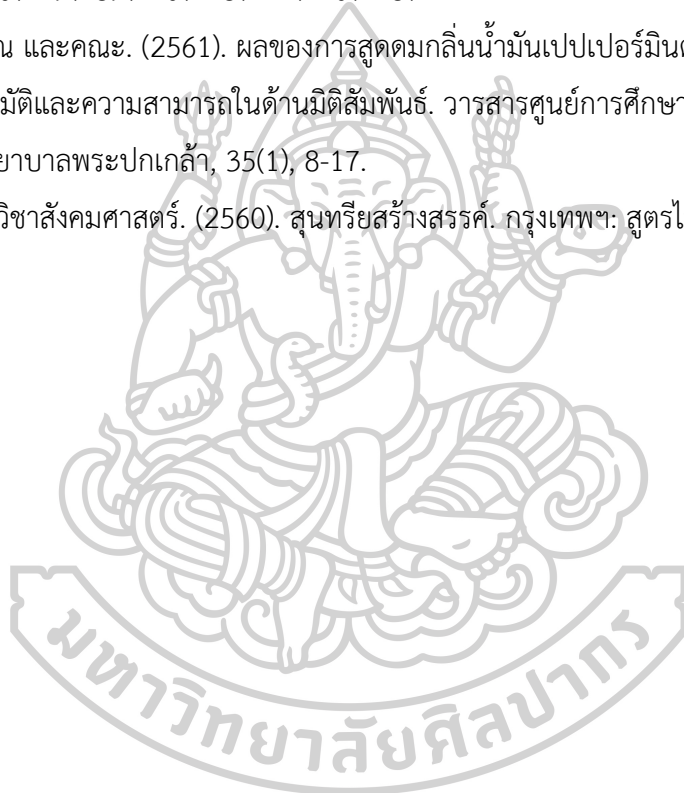 ณ และคณะ. (2561). ผลของการสูดดมกลิ่นน้ำมันเปปเปอร์มินต
มัติและความสามารถในด้านมิติสัมพันธ์. วารสารศูนย์การศึกษา
ยาบาลพระปกเกล้า, 35(1), 8-17.
วิชาสังคมศาสตร์. (2560). สุนทรียสร้างสรรค์. กรุงเทพฯ: สูตรไ
มหาวิทยาลัยศิลปากร